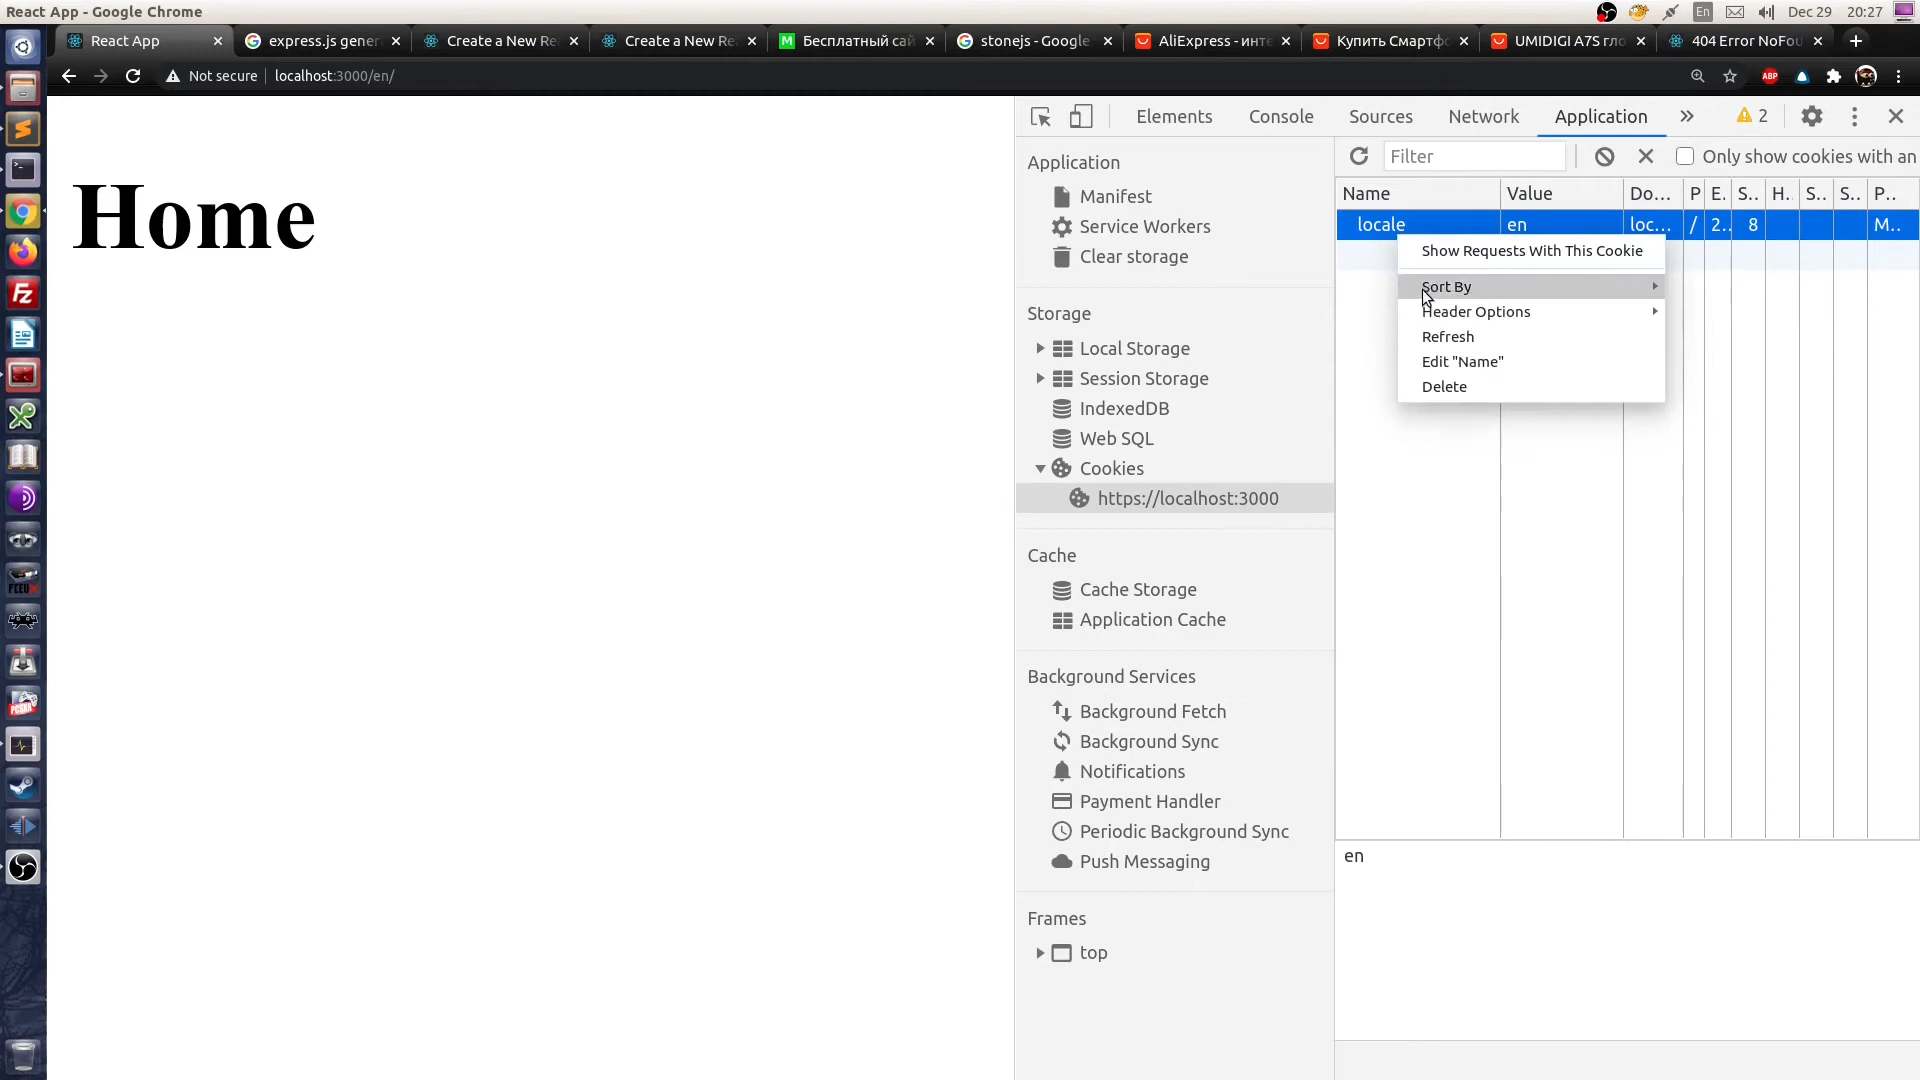 React App - Google Chrome
En
Dec 29
20:27
React App
express.js gener
Create a New Re
Create a New Re
Бесплатный сай
stonejs - Google
AliExpress - инте
Купить Смартфо
UMIDIGI A7S гло
404 Error NoFou
Not secure
localhost:3000/en/
ABP
Home
Elements
Console
Sources
Network
Application
2
Application
Manifest
Service Workers
Clear storage
Storage
Local Storage
Session Storage
IndexedDB
Web SQL
Cookies
https://localhost:3000
Cache
Cache Storage
Application Cache
Background Services
Background Fetch
Background Sync
Notifications
Payment Handler
Periodic Background Sync
Push Messaging
Frames
top
Filter
Only show cookies with an
Name
Value
Do...
P
E.
S..
H.
S..
S..
P..
locale
en
loc...
/
2..
8
M..
Show Requests With This Cookie
Sort By
Header Options
Refresh
Edit "Name"
Delete
en